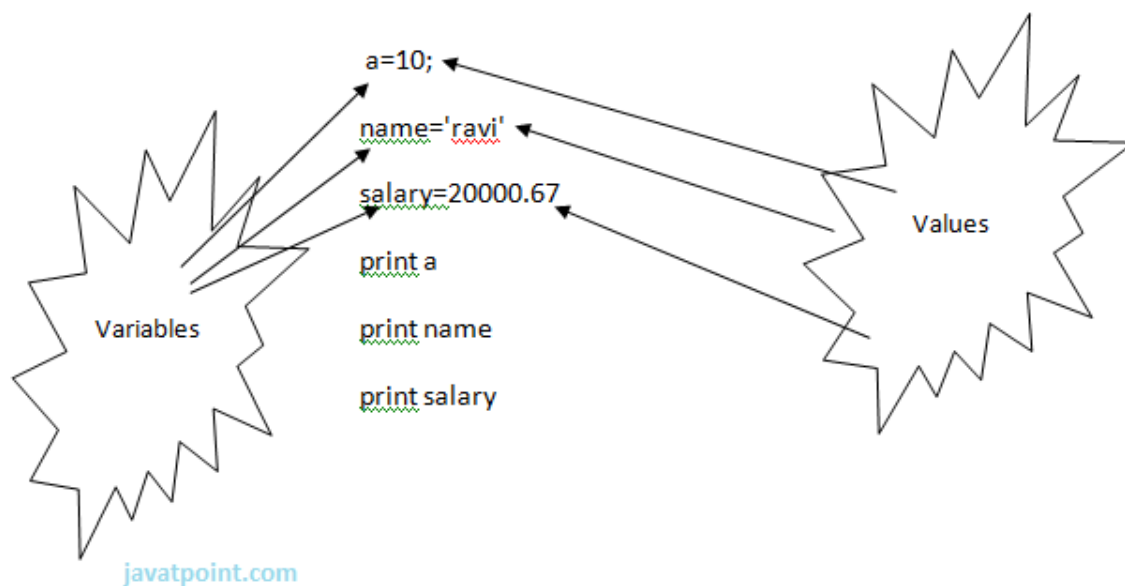 a=10;
name='ravi'
salary=20000.67
Values
print a
Variables
print name
print salary
javatpoint.com